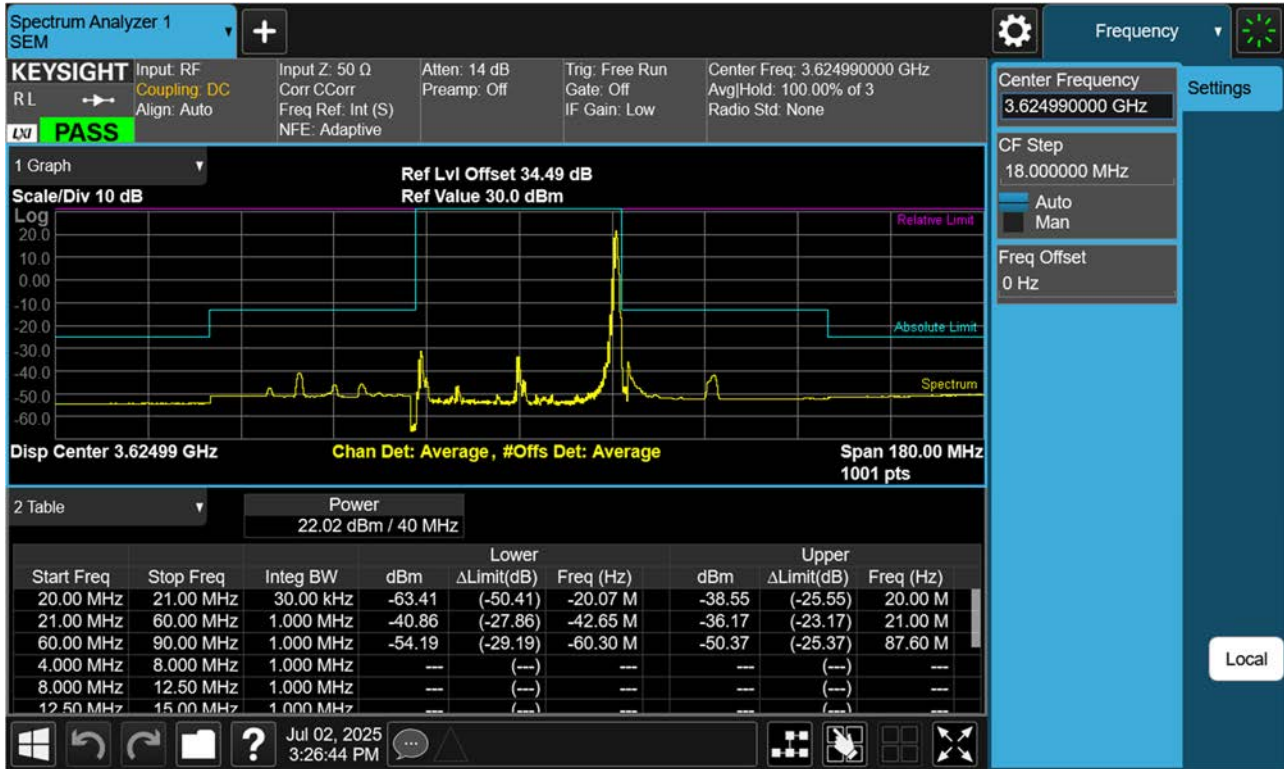 Spectrum Analyzer 1
SEM
Frequency
KEYSIGHT
RL
LXI
PASS
Input: RF
Coupling: DC
Align: Auto
Input Z: 50 Ω
Corr CCorr
Freq Ref: Int (S)
NFE: Adaptive
Atten: 14 dB
Preamp: Off
Trig: Free Run
Gate: Off
IF Gain: Low
Center Freq: 3.624990000 GHz
Avg|Hold: 100.00% of 3
Radio Std: None
Center Frequency
3.624990000 GHz
Settings
CF Step
18.000000 MHz
Auto
Man
Freq Offset
0 Hz
1 Graph
Ref Lvl Offset 34.49 dB
Scale/Div 10 dB
Ref Value 30.0 dBm
Log
Relative Limit
20.0
10.0
0.00
-10.0
-20.0
Absolute Limit
-30.0
-40.0
Spectrum
-50.0
-60.0
Disp Center 3.62499 GHz
Chan Det: Average , #Offs Det: Average
Span 180.00 MHz
1001 pts
2 Table
Power
22.02 dBm / 40 MHz
Lower Upper
Start Freq Stop Freq Integ BW dBm ΔLimit(dB) Freq (Hz) dBm ΔLimit(dB) Freq (Hz)
20.00 MHz 21.00 MHz 30.00 kHz -63.41 (-50.41) -20.07 M -38.55 (-25.55) 20.00 M
21.00 MHz 60.00 MHz 1.000 MHz -40.86 (-27.86) -42.65 M -36.17 (-23.17) 21.00 M
60.00 MHz 90.00 MHz 1.000 MHz -54.19 (-29.19) -60.30 M -50.37 (-25.37) 87.60 M
4.000 MHz 8.000 MHz 1.000 MHz --- (---) --- --- (---) ---
8.000 MHz 12.50 MHz 1.000 MHz --- (---) --- --- (---) ---
12.50 MHz 15.00 MHz 1.000 MHz --- (---) --- --- (---) ---
Local
?
Jul 02, 2025
3:26:44 PM